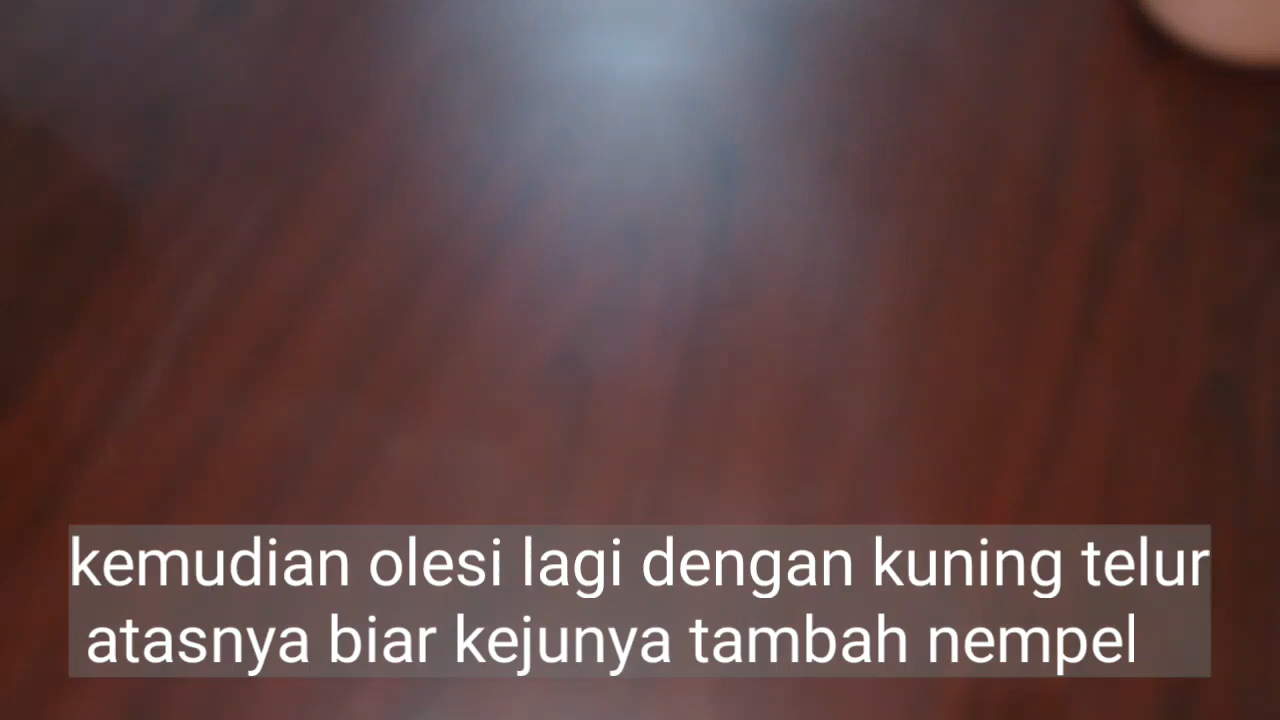 kemudian olesi lagi dengan kuning telur
atasnya biar kejunya tambah nempel